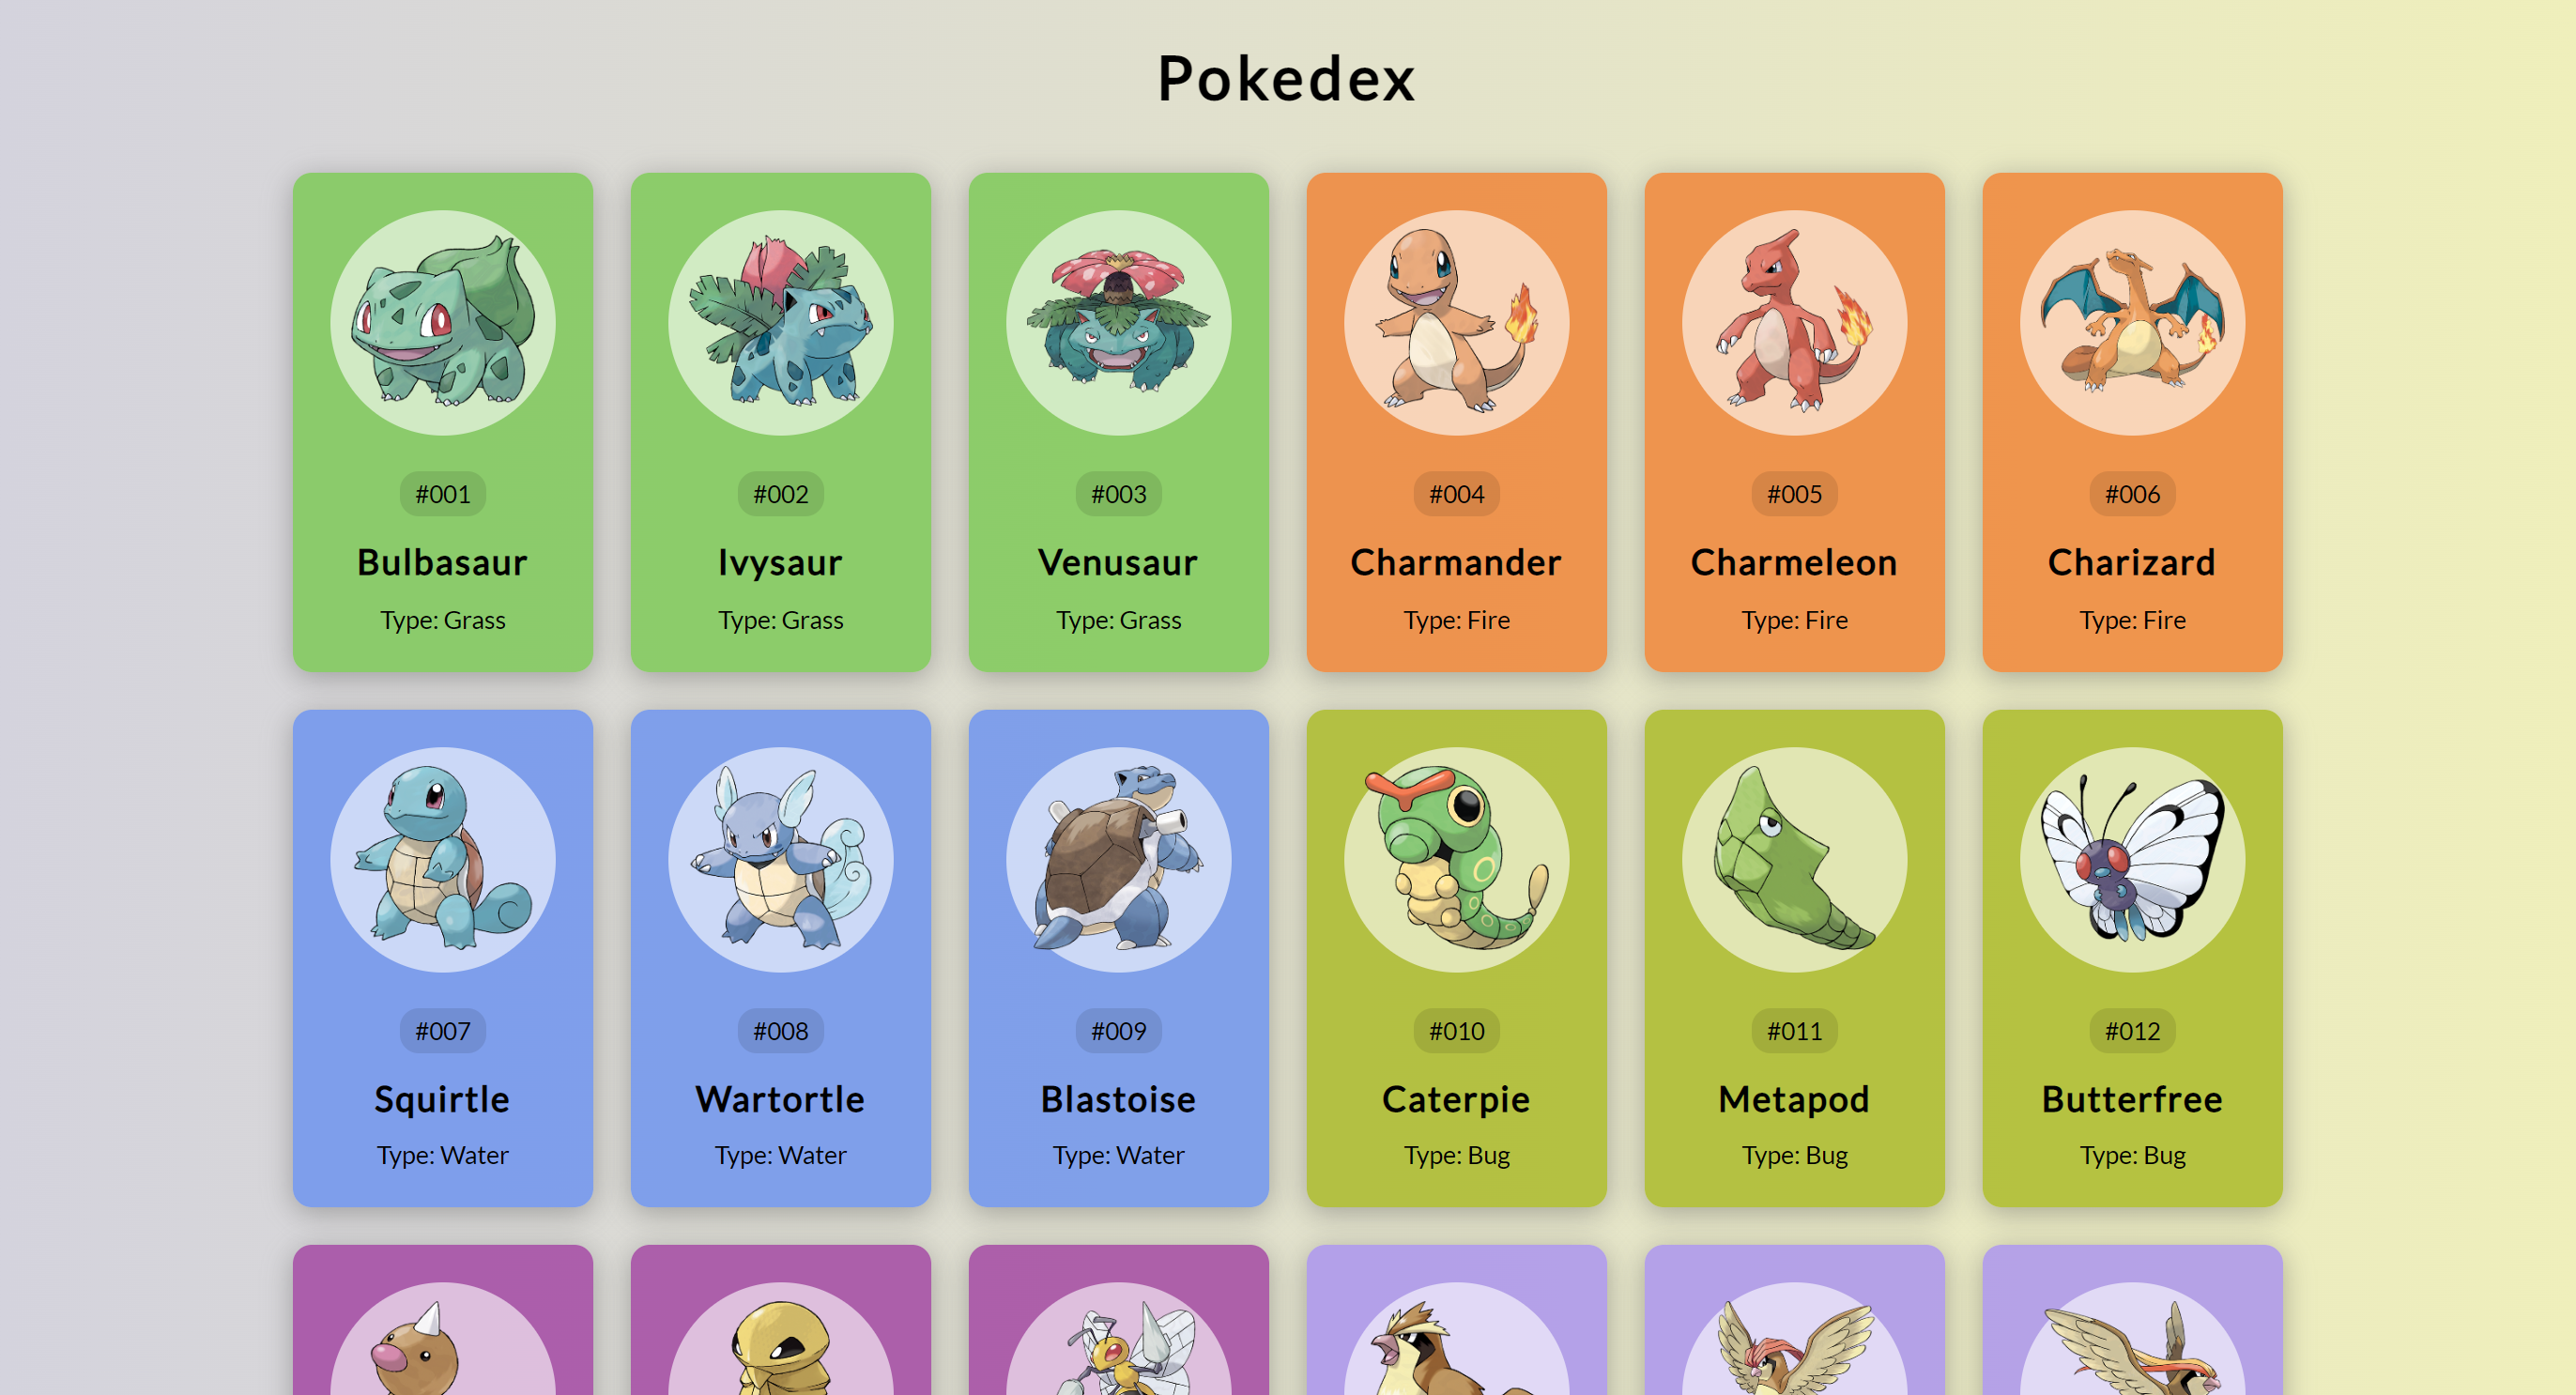 Pokedex
#001
Bulbasaur
Type: Grass
#002
Ivysaur
Type: Grass
#003
Venusaur
Type: Grass
#004
Charmander
Type: Fire
#005
Charmeleon
Type: Fire
#006
Charizard
Type: Fire
#007
Squirtle
Type: Water
#008
Wartortle
Type: Water
#009
Blastoise
Type: Water
#010
Caterpie
Type: Bug
#011
Metapod
Type: Bug
#012
Butterfree
Type: Bug